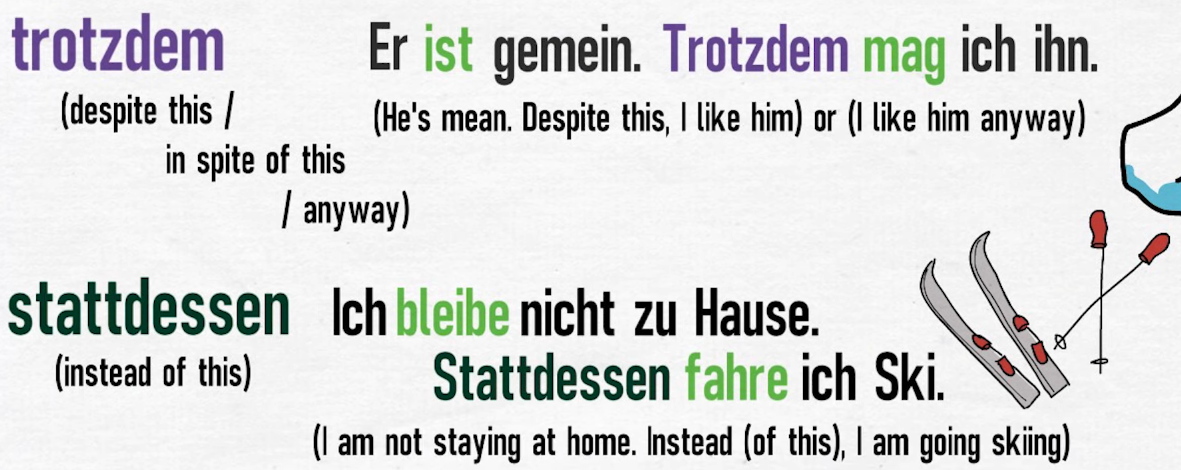 trotzdem
Er ist gemein. Trotzdem mag ich ihn.
(despite this /
in spite of this
/ anyway)
(He's mean. Despite this, I like him) or (I like him anyway)
stattdessen
(instead of this)
Ich bleibe nicht zu Hause.
Stattdessen fahre ich Ski.
(I am not staying at home. Instead (of this), I am going skiing)